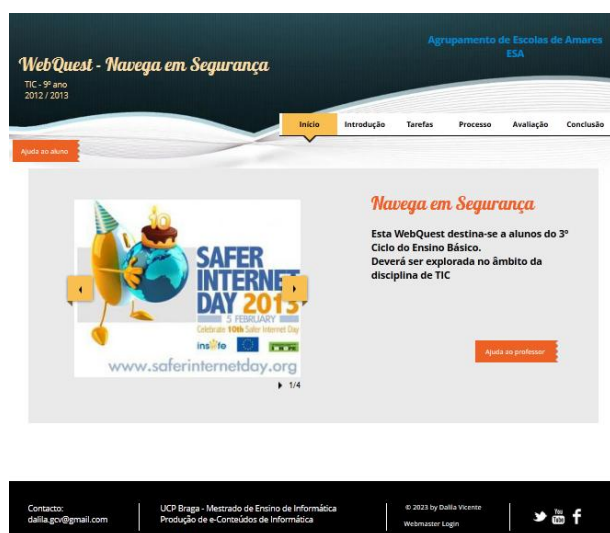 Agrupamento de Escolas de Amares
ESA
WebQuest - Navega em Segurança
TIC - 9º ano
2012 / 2013
Início Introdução Tarefas Processo Avaliação Conclusão
Ajuda ao aluno
Navega em Segurança
Esta WebQuest destina-se a alunos do 3º
Ciclo do Ensino Básico.
Deverá ser explorada no âmbito da
disciplina de TIC
10
SAFER
INTERNET
DAY 2013
5 FEBRUARY
Celebrate 10th Safer Internet Day
insafe
www.saferinternetday.org
1/4
Ajuda ao professor
Contacto:
dalila.gcv@gmail.com
UCP Braga - Mestrado de Ensino de Informática
Produção de e-Conteúdos de Informática
© 2023 by Dalila Vicente
Webmaster Login
You
Tube